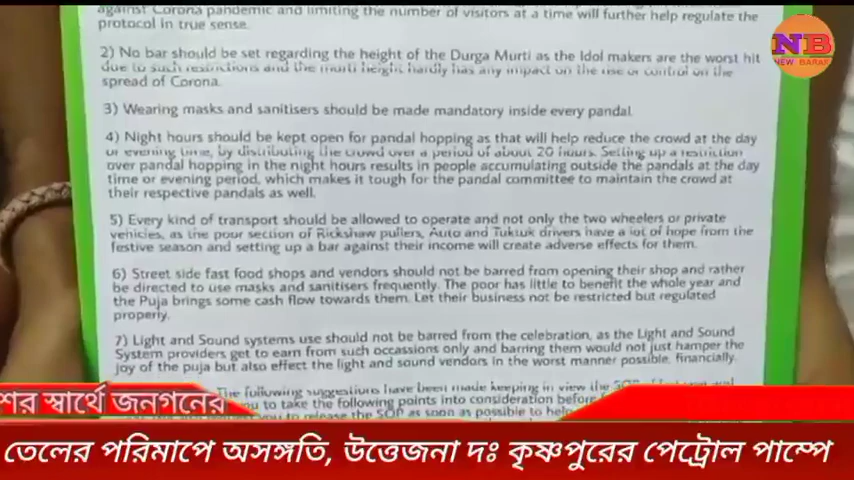 against Corona pandemic and limiting the number of visitors at a time will further help regulate the
protocol in true sense.
2) No bar should be set regarding the height of the Durga Murti as the Idol makers are the worst hit
due to such restrictions and the murti height hardly has any impact on the rise or control on the
spread of Corona.
3) Wearing masks and sanitisers should be made mandatory inside every pandal.
4) Night hours should be kept open for pandal hopping as that will help reduce the crowd at the day
or evening time, by distributing the crowd over a period of about 20 hours. Setting up a restriction
over pandal hopping in the night hours results in people accumulating outside the pandals at the day
time or evening period, which makes it tough for the pandal committee to maintain the crowd at
their respective pandals as well.
5) Every kind of transport should be allowed to operate and not only the two wheelers or private
vehicles, as the poor section of Rickshaw pullers, Auto and Tuktuk drivers have a lot of hope from the
festive season and setting up a bar against their income will create adverse effects for them.
6) Street side fast food shops and vendors should not be barred from opening their shop and rather
be directed to use masks and sanitisers frequently. The poor has little to benefit the whole year and
the Puja brings some cash flow towards them. Let their business not be restricted but regulated
properly.
7) Light and Sound systems use should not be barred from the celebration, as the Light and Sound
System providers get to earn from such occassions only and barring them would not just hamper the
joy of the puja but also effect the light and sound vendors in the worst manner possible, financially.
The following suggestions have been made keeping in view the SOP
you to take the following points into consideration before
you to release the SOP as soon as possible to help
NB
NEW BARAK
শের স্বার্থে জনগনের
তেলের পরিমাপে অসঙ্গতি, উত্তেজনা দঃ কৃষ্ণপুরের পেট্রোল পাম্পে